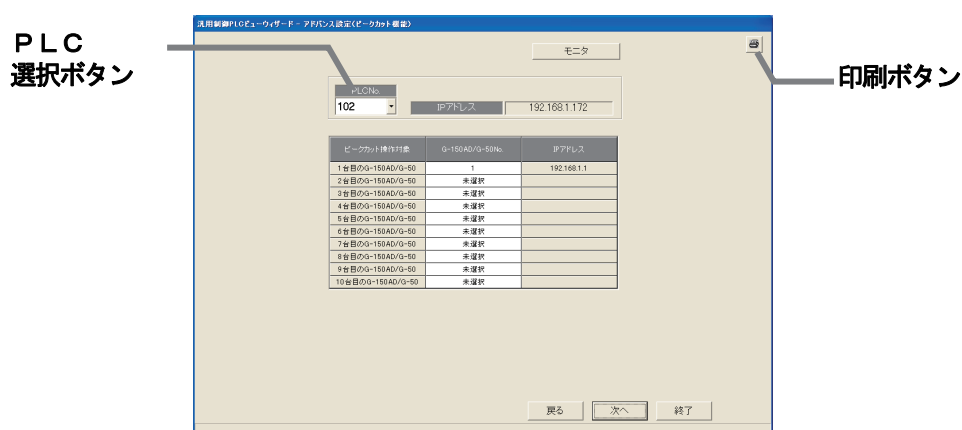 汎用制御PLCビューウィザード - アドバンス設定(ピークカット機能)
PLC
選択ボタン
モニタ
印刷ボタン
PLCNo.
102
IPアドレス
192.168.1.172
ピークカット操作対象 G-150AD/G-50No. IPアドレス
1台目のG-150AD/G-50 1 192.168.1.1
2台目のG-150AD/G-50 未選択
3台目のG-150AD/G-50 未選択
4台目のG-150AD/G-50 未選択
5台目のG-150AD/G-50 未選択
6台目のG-150AD/G-50 未選択
7台目のG-150AD/G-50 未選択
8台目のG-150AD/G-50 未選択
9台目のG-150AD/G-50 未選択
10台目のG-150AD/G-50 未選択
戻る 次へ 終了